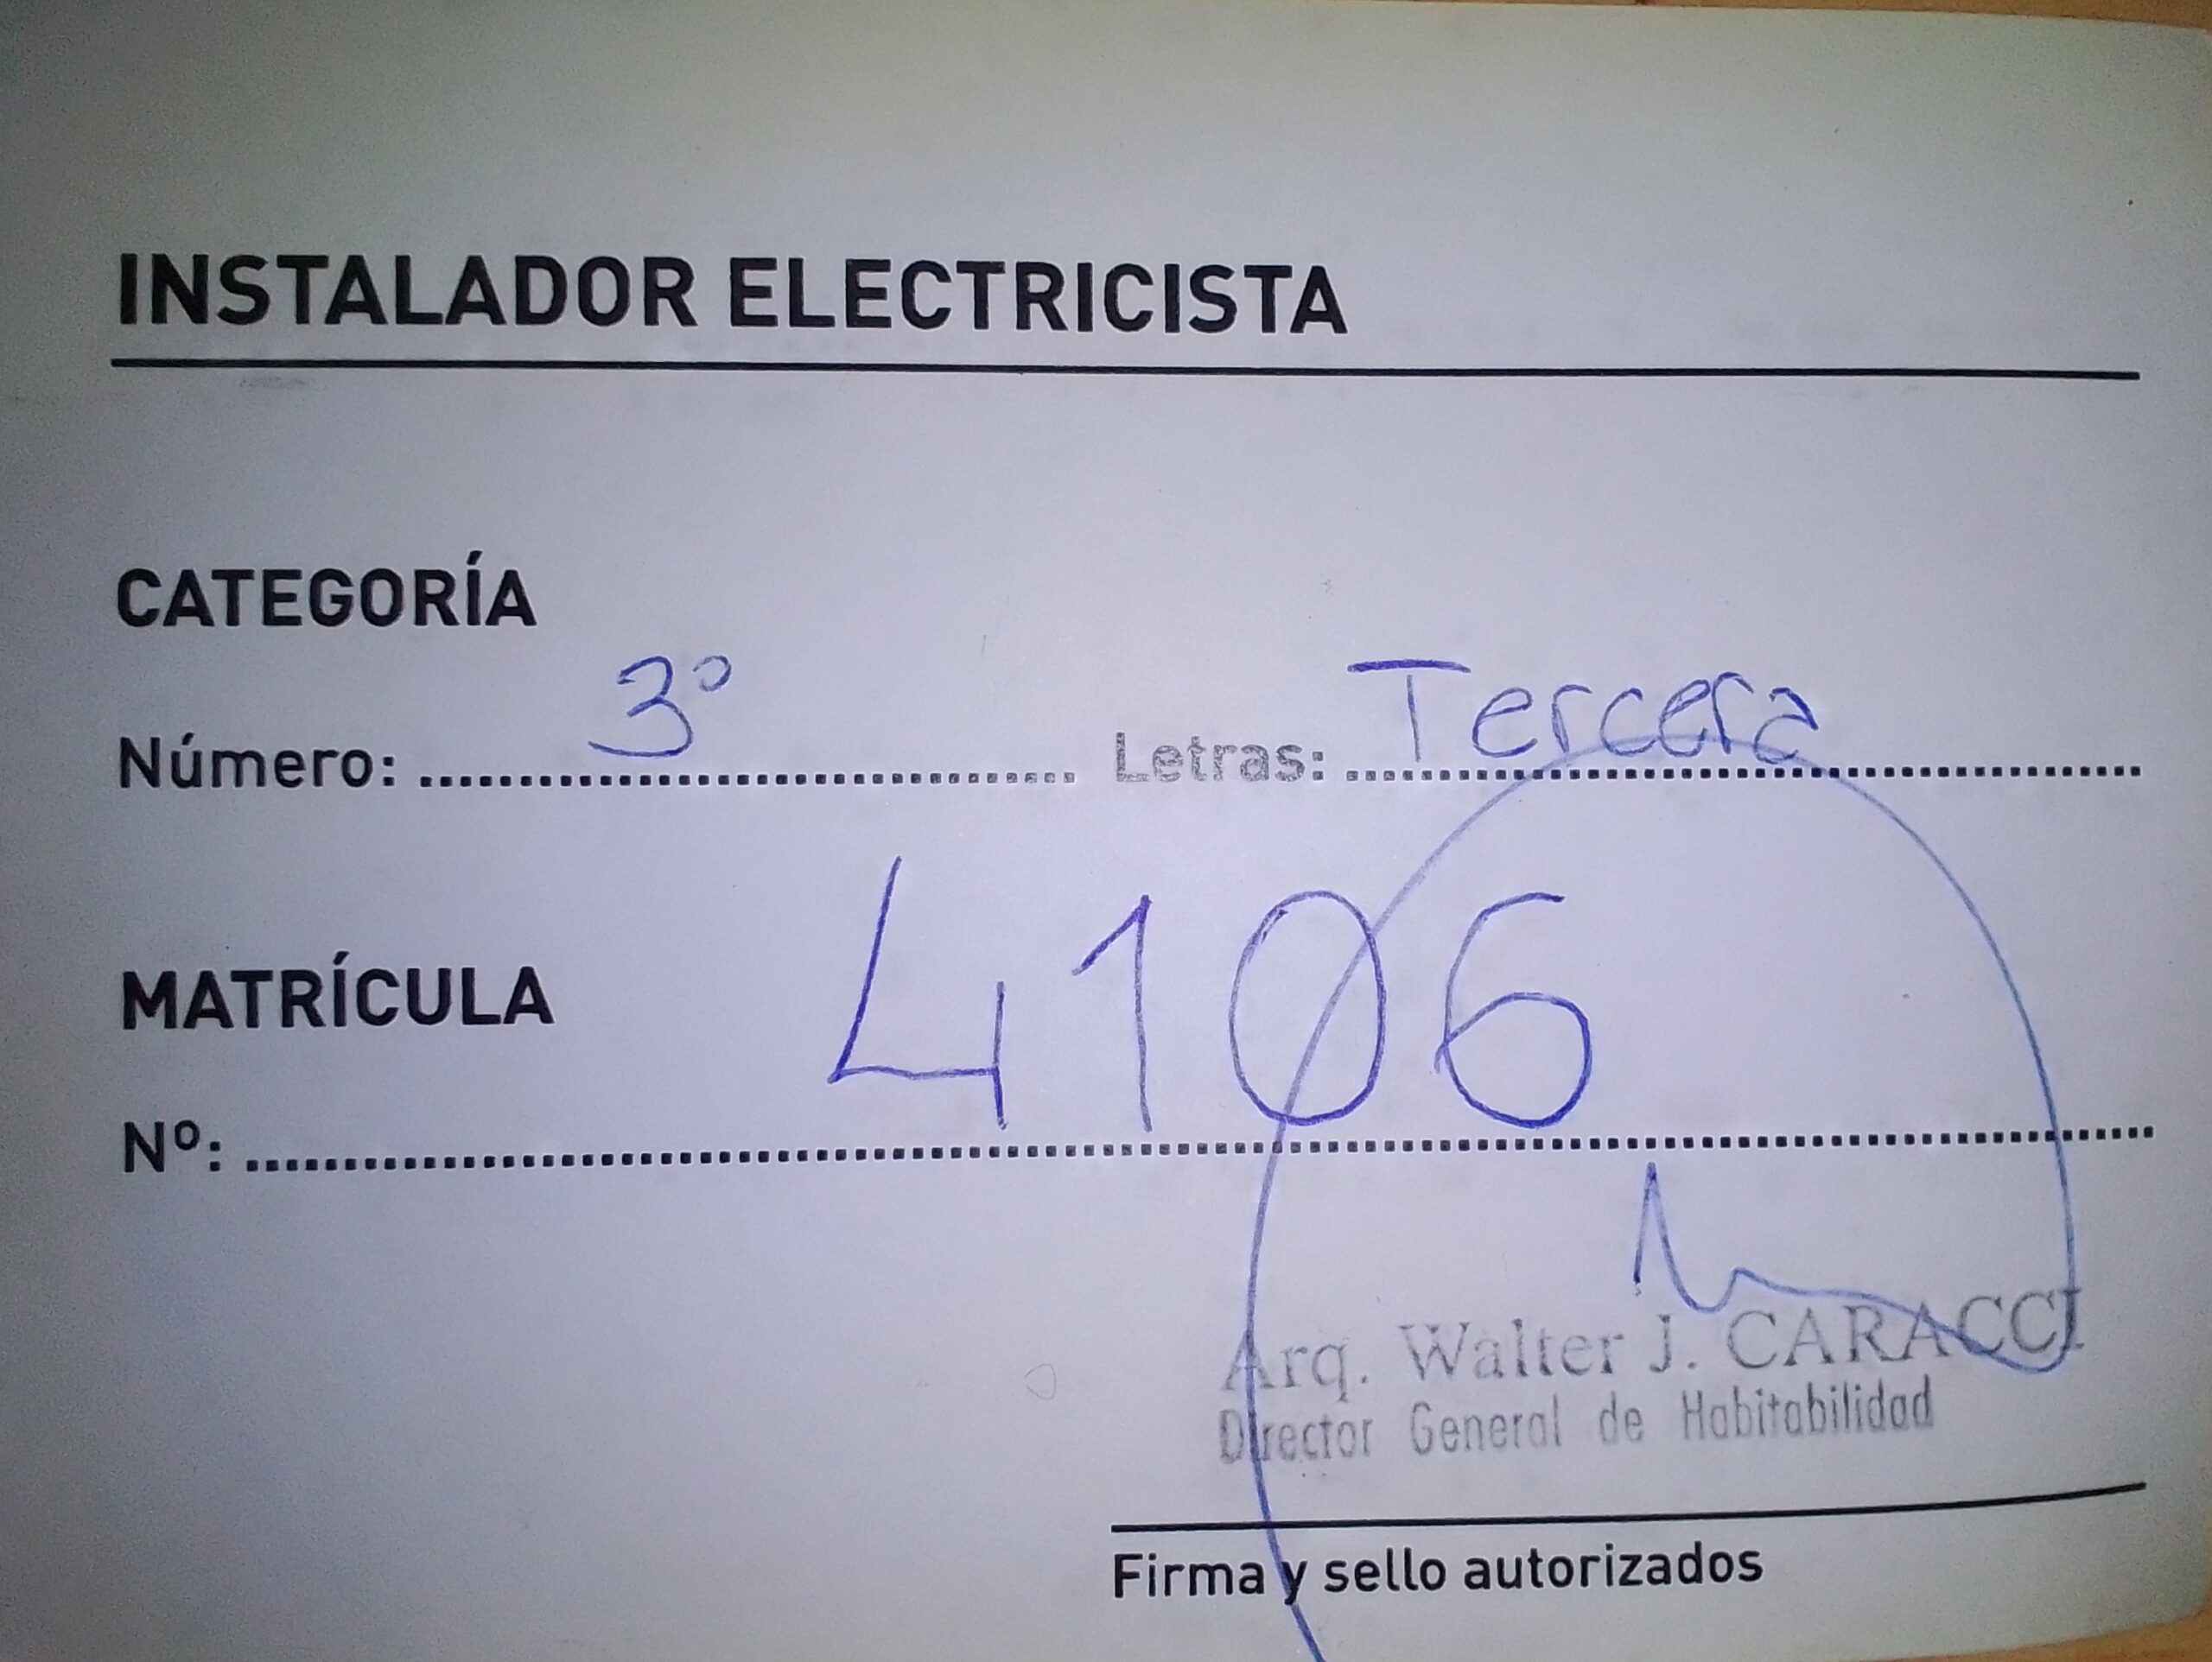 INSTALADOR ELECTRICISTA
CATEGORÍA
Número: 3° Letras: Tercera
MATRÍCULA
Nº: 4106
Arq. Walter J. CARACCI
Director General de Habitabilidad
Firma y sello autorizados